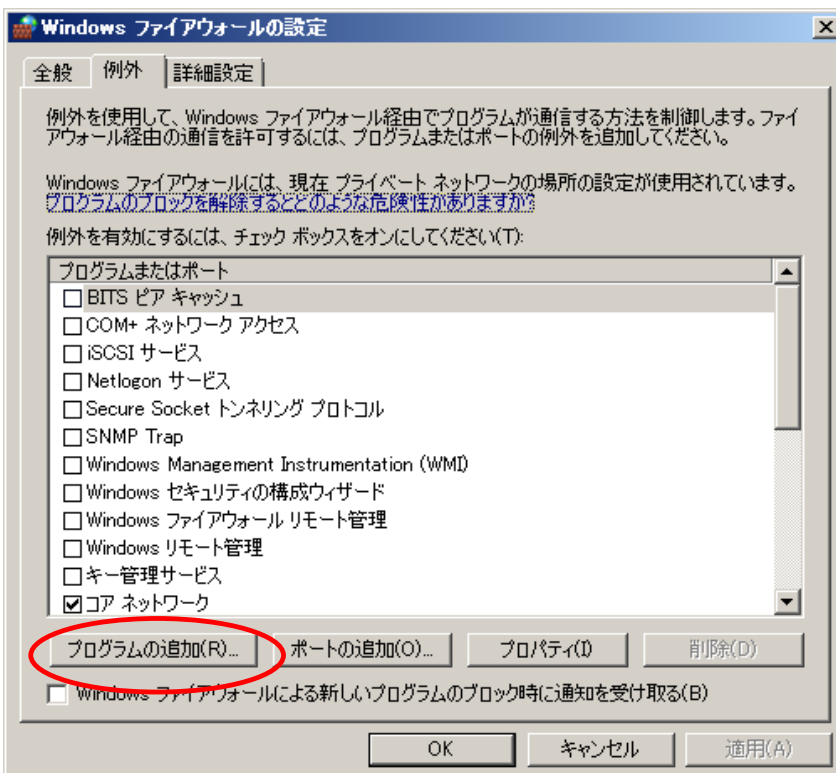 Windows ファイアウォールの設定
全般 例外 詳細設定
例外を使用して、Windows ファイアウォール経由でプログラムが通信する方法を制御します。ファイ
アウォール経由の通信を許可するには、プログラムまたはポートの例外を追加してください。
Windows ファイアウォールには、現在 プライベート ネットワークの場所の設定が使用されています。
プログラムのブロックを解除するとどのような危険性がありますか?
例外を有効にするには、チェック ボックスをオンにしてください(T):
プログラムまたはポート
BITS ピア キャッシュ
COM+ ネットワーク アクセス
iSCSI サービス
Netlogon サービス
Secure Socket トンネリング プロトコル
SNMP Trap
Windows Management Instrumentation (WMI)
Windows セキュリティの構成ウィザード
Windows ファイアウォール リモート管理
Windows リモート管理
キー管理サービス
コア ネットワーク
プログラムの追加(R)... ポートの追加(O)... プロパティ(I) 削除(D)
Windows ファイアウォールによる新しいプログラムのブロック時に通知を受け取る(B)
OK キャンセル 適用(A)